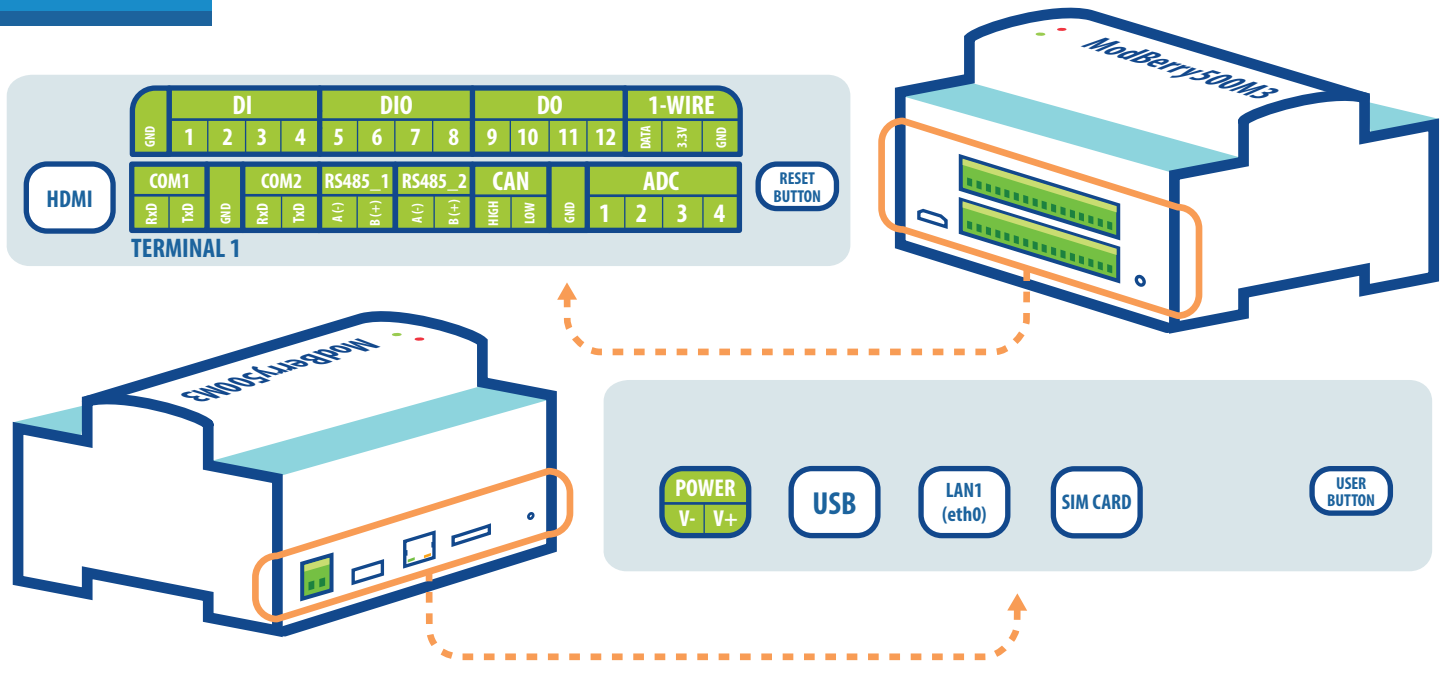 ModBerry500M3
DI DIO DO 1-WIRE
GND 1 2 3 4 5 6 7 8 9 10 11 12 DATA 3.3V GND
HDMI
COM1 GND COM2 RS485_1 RS485_2 CAN GND ADC
RxD TxD RxD TxD A (-) B (+) A (-) B (+) HIGH LOW 1 2 3 4
RESET
BUTTON
TERMINAL 1
ModBerry500M3
POWER
V- V+
USB
LAN1
(eth0)
SIM CARD
USER
BUTTON